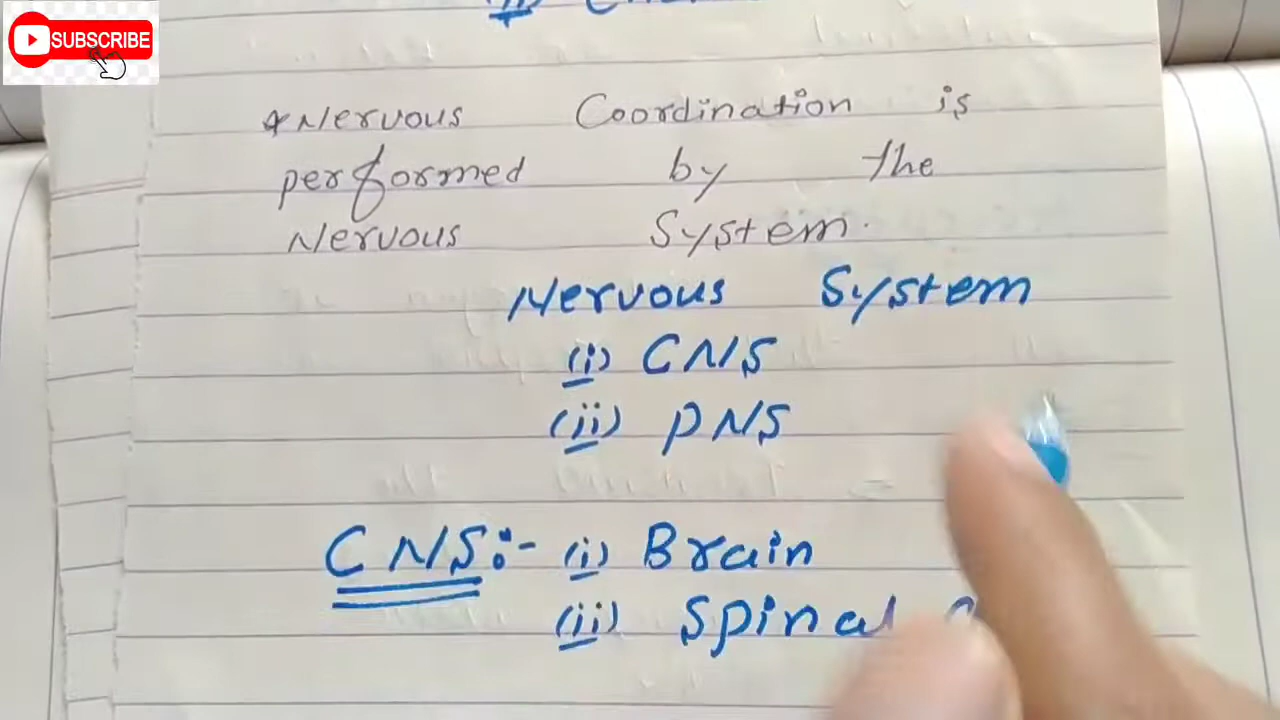 SUBSCRIBE
*Nervous Coordination is
performed by the
Nervous System.
Nervous System
(i) CNS
(ii) PNS
CNS:- (i) Brain
(ii) Spinal